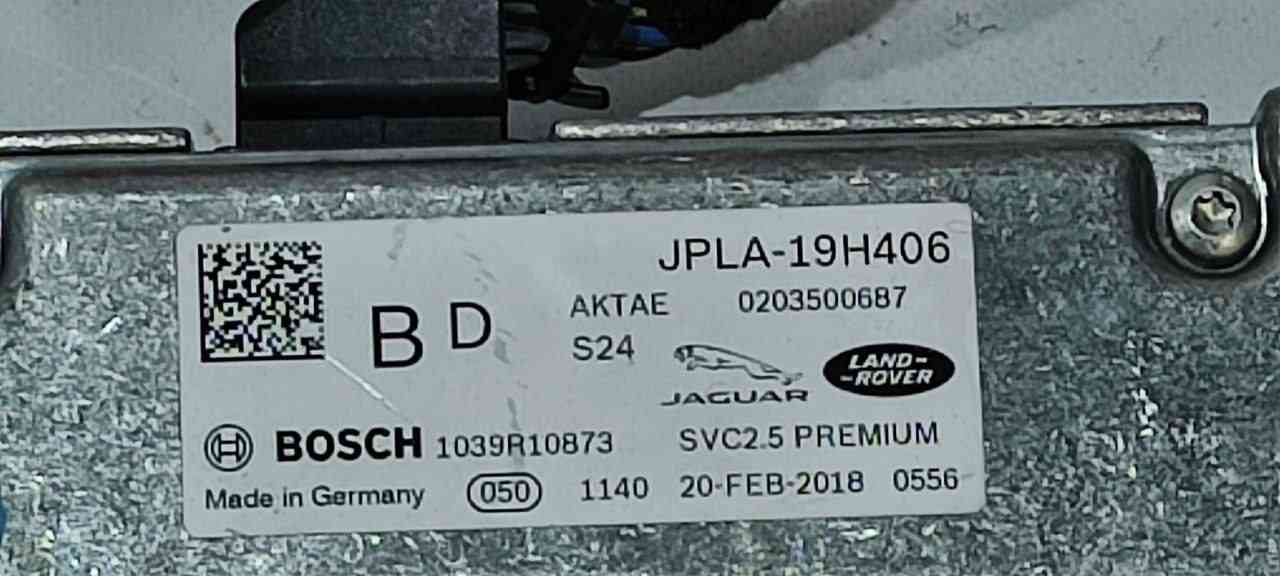 JPLA-19H406
B D
AKTAE 0203500687
S24
JAGUAR
LAND-
-ROVER
BOSCH 1039R10873 SVC2.5 PREMIUM
Made in Germany 050 1140 20-FEB-2018 0556